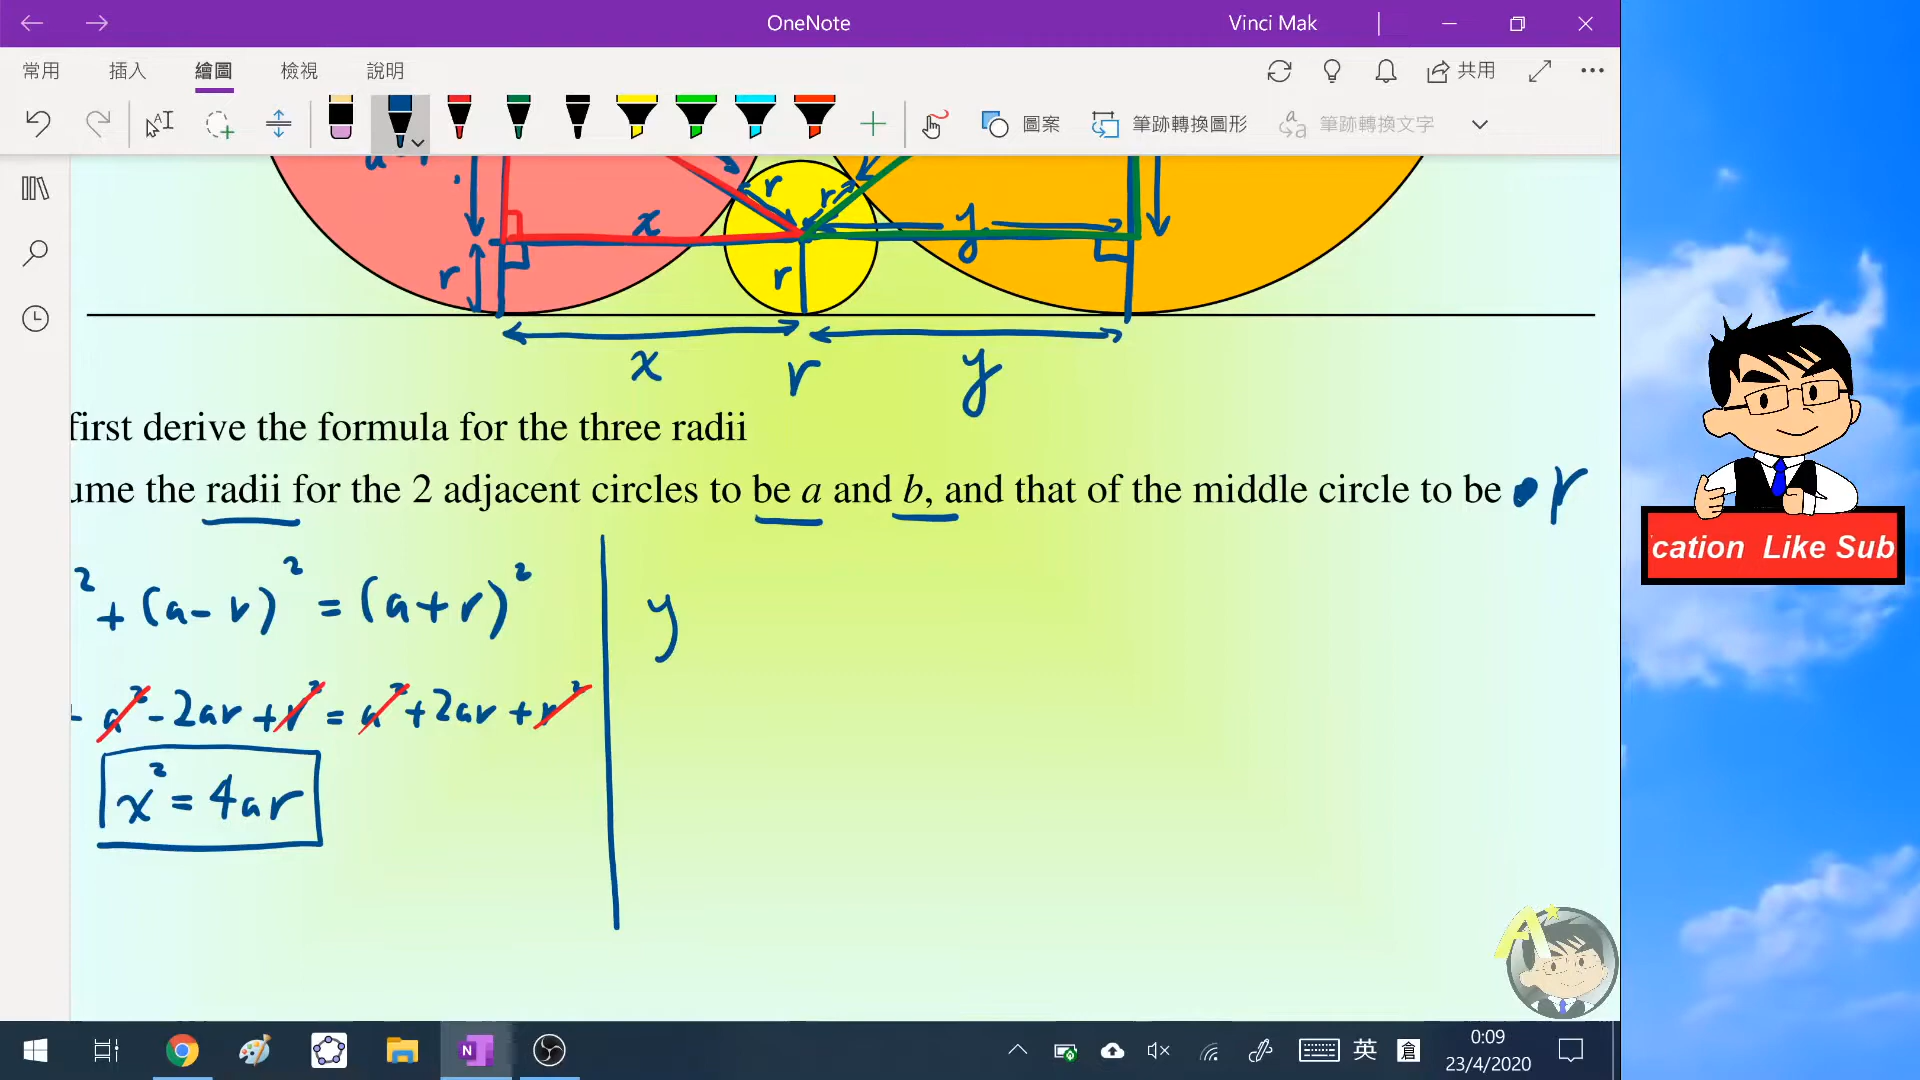 OneNote
Vinci Mak
常用 插入 繪圖 檢視 說明
共用
圖案 筆跡轉換圖形 筆跡轉換文字
r r
x y
r r
x r y
first derive the formula for the three radii
ume the radii for the 2 adjacent circles to be a and b, and that of the middle circle to be r
² + (a - r)² = (a + r)²
y
- a² - 2ar + r² = a² + 2ar + r²
x² = 4ar
cation Like Sub
A
N
英 倉
0:09
23/4/2020